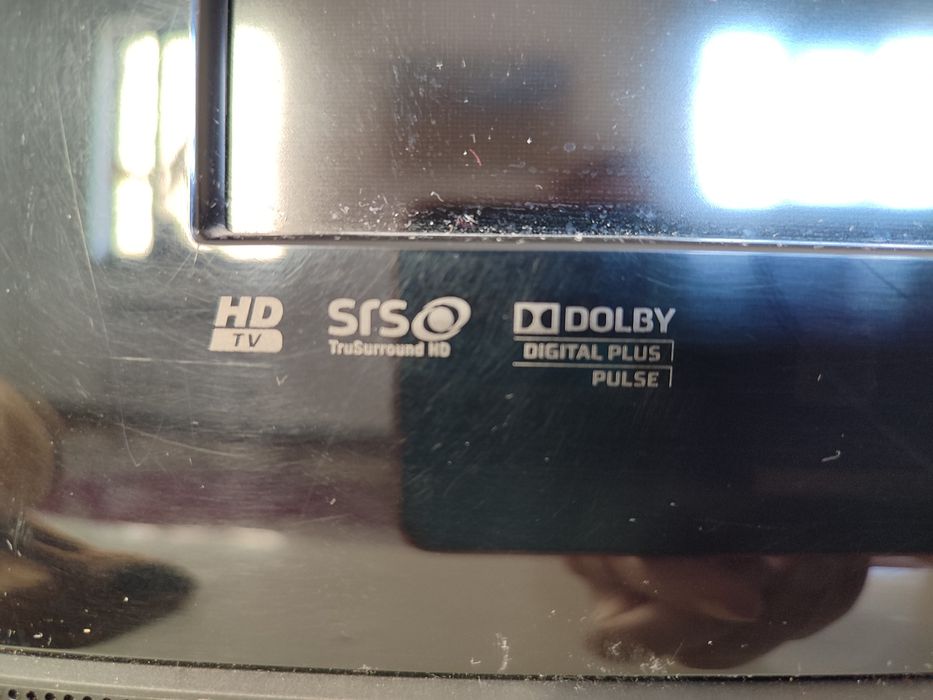 HD
TV
SRS
TruSurround HD
DOLBY
DIGITAL PLUS
PULSE